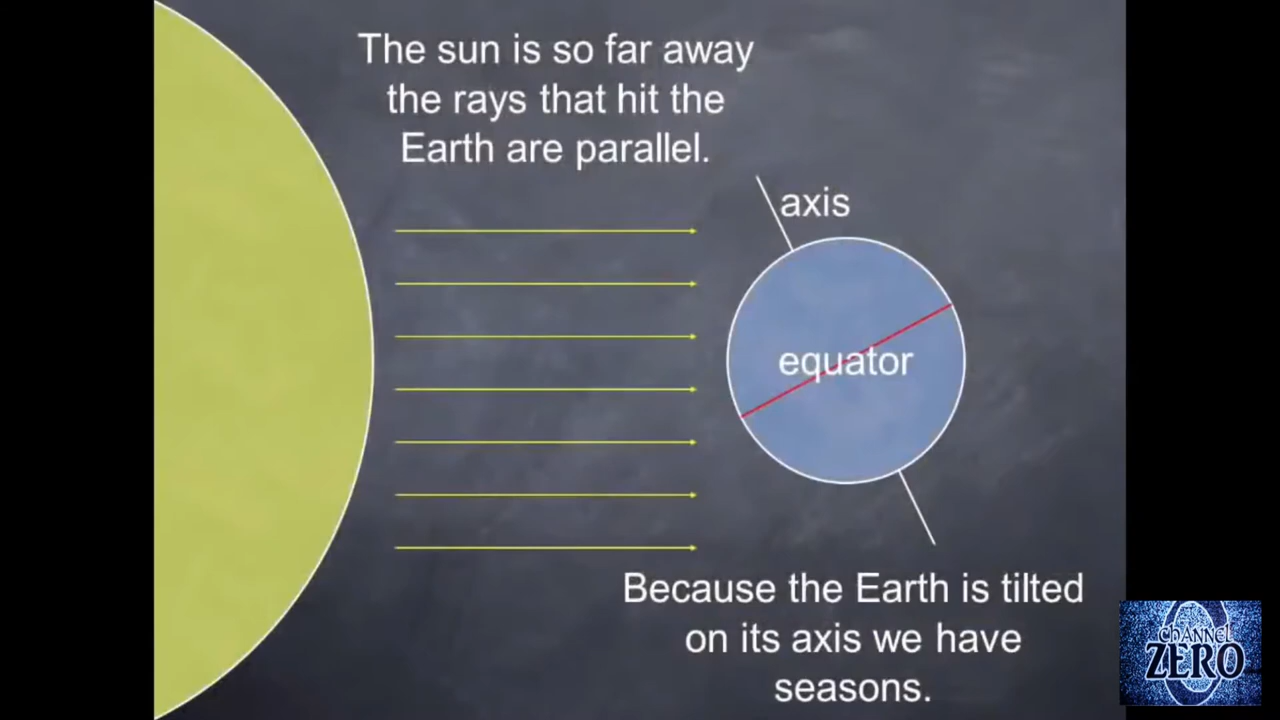 The sun is so far away
the rays that hit the
Earth are parallel.
axis
equator
Because the Earth is tilted
on its axis we have
seasons.
cHANNEL
ZERO